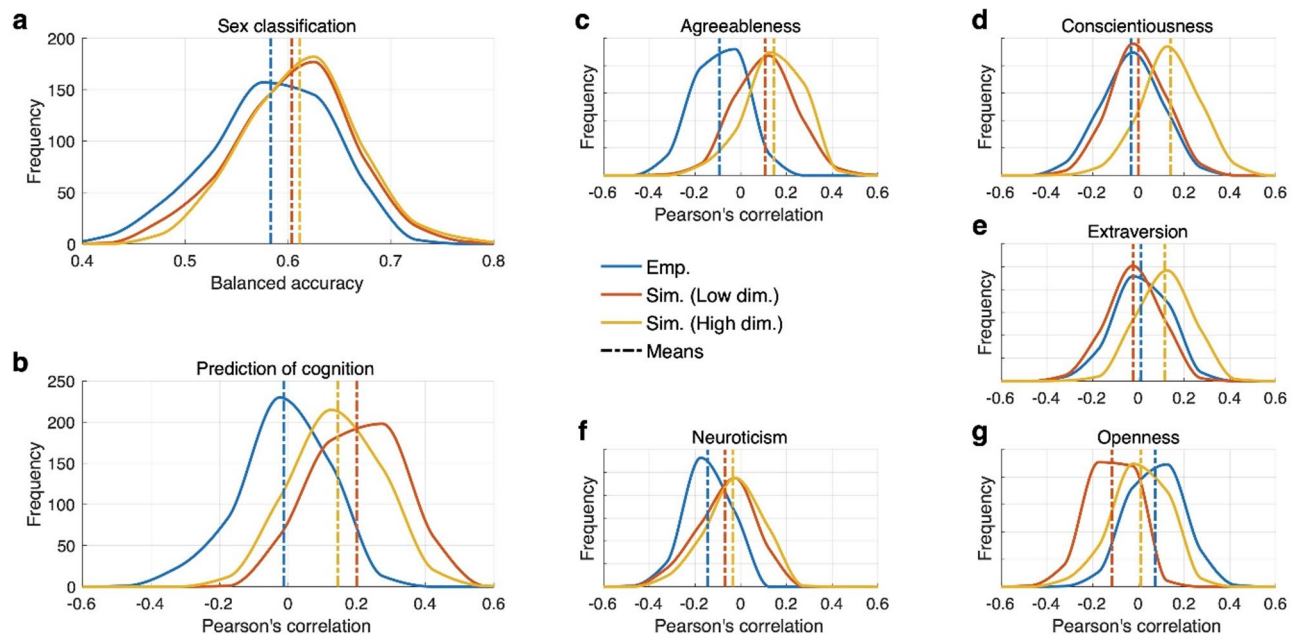 a
Sex classification
200
150
100
50
0
Frequency
0.4 0.5 0.6 0.7 0.8
Balanced accuracy
b
Prediction of cognition
250
200
150
100
50
0
Frequency
-0.6 -0.4 -0.2 0 0.2 0.4 0.6
Pearson's correlation
c
Agreeableness
Frequency
-0.6 -0.4 -0.2 0 0.2 0.4 0.6
Pearson's correlation
Emp.
Sim. (Low dim.)
Sim. (High dim.)
Means
d
Conscientiousness
Frequency
-0.6 -0.4 -0.2 0 0.2 0.4 0.6
e
Extraversion
Frequency
-0.6 -0.4 -0.2 0 0.2 0.4 0.6
f
Neuroticism
Frequency
-0.6 -0.4 -0.2 0 0.2 0.4 0.6
Pearson's correlation
g
Openness
Frequency
-0.6 -0.4 -0.2 0 0.2 0.4 0.6
Pearson's correlation